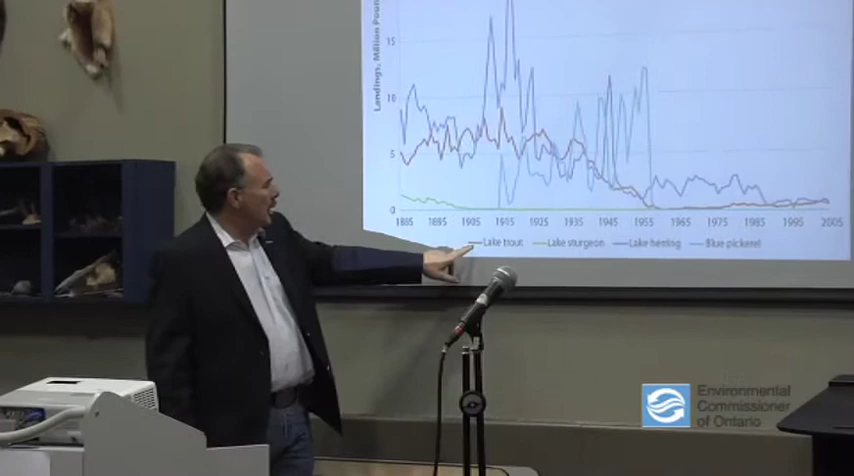 Landings, Million Poun
15
10
5
0
1885 1895 1905 1915 1925 1935 1945 1955 1965 1975 1985 1995 2005
Lake trout Lake sturgeon Lake herring Blue pickerel
Environmental
Commissioner
of Ontario